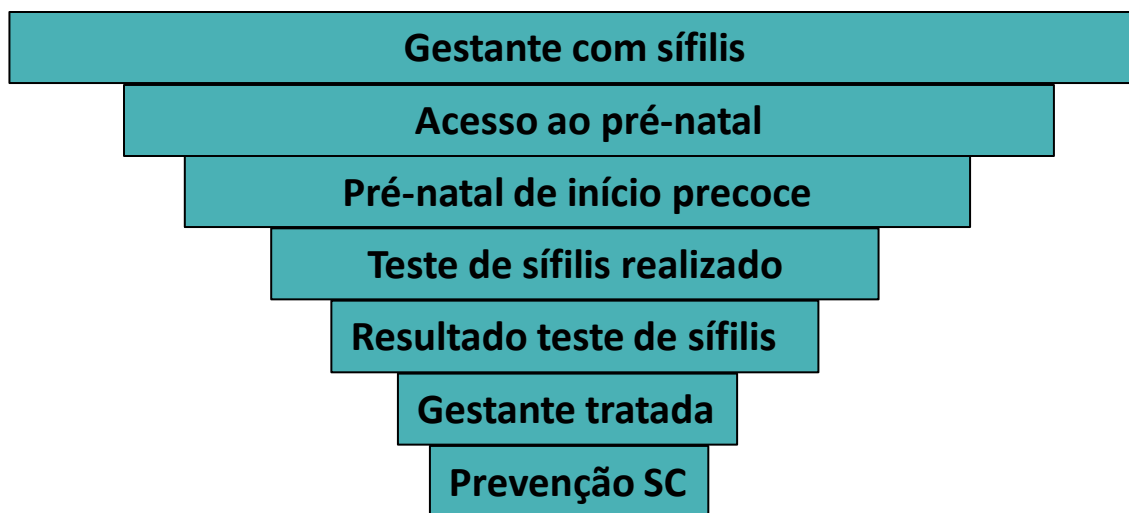 Gestante com sífilis
Acesso ao pré-natal
Pré-natal de início precoce
Teste de sífilis realizado
Resultado teste de sífilis
Gestante tratada
Prevenção SC